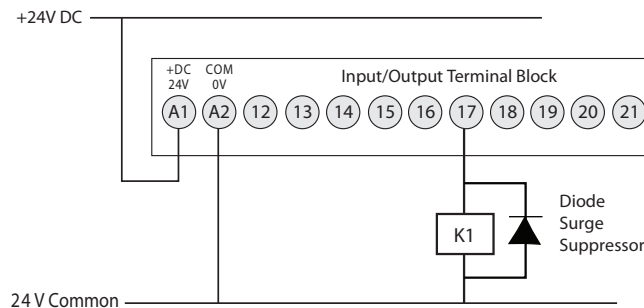 +24V DC
+DC
24V
COM
0V
Input/Output Terminal Block
A1 A2 12 13 14 15 16 17 18 19 20 21
K1
Diode
Surge
Suppressor
24 V Common